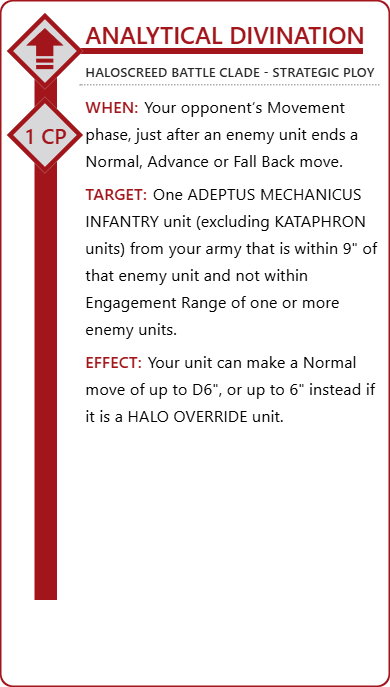 ANALYTICAL DIVINATION
HALOSCREED BATTLE CLADE - STRATEGIC PLOY
1 CP
WHEN: Your opponent's Movement
phase, just after an enemy unit ends a
Normal, Advance or Fall Back move.
TARGET: One ADEPTUS MECHANICUS
INFANTRY unit (excluding KATAPHRON
units) from your army that is within 9" of
that enemy unit and not within
Engagement Range of one or more
enemy units.
EFFECT: Your unit can make a Normal
move of up to D6", or up to 6" instead if
it is a HALO OVERRIDE unit.